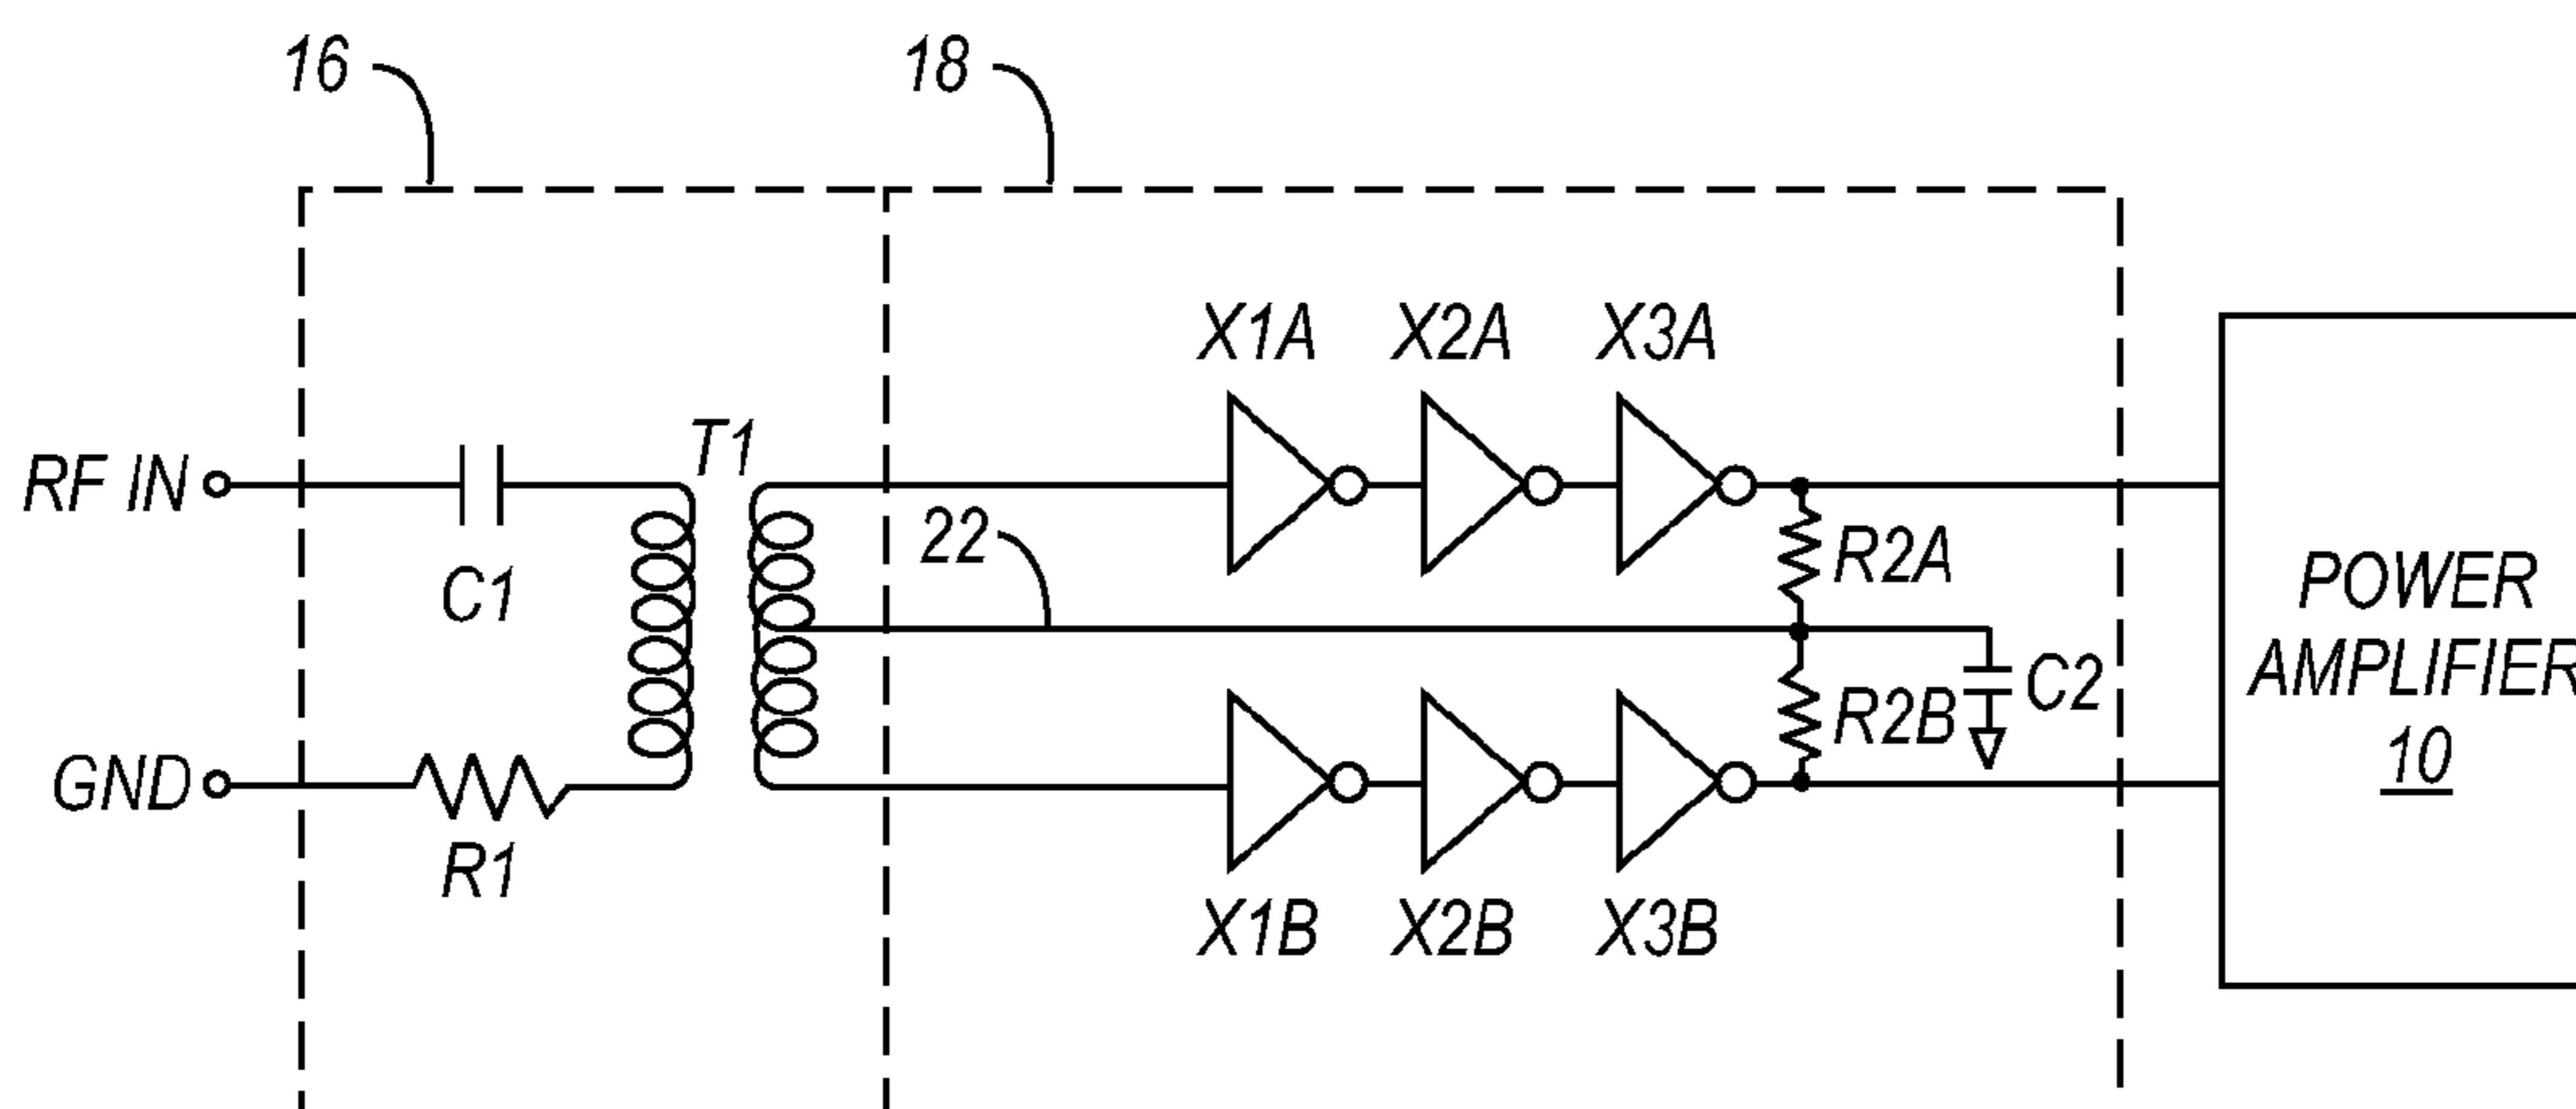 16
18
X1A X2A X3A
T1
RF IN
22
C1
R2A
POWER
AMPLIFIER
10
C2
R2B
GND
R1
X1B X2B X3B